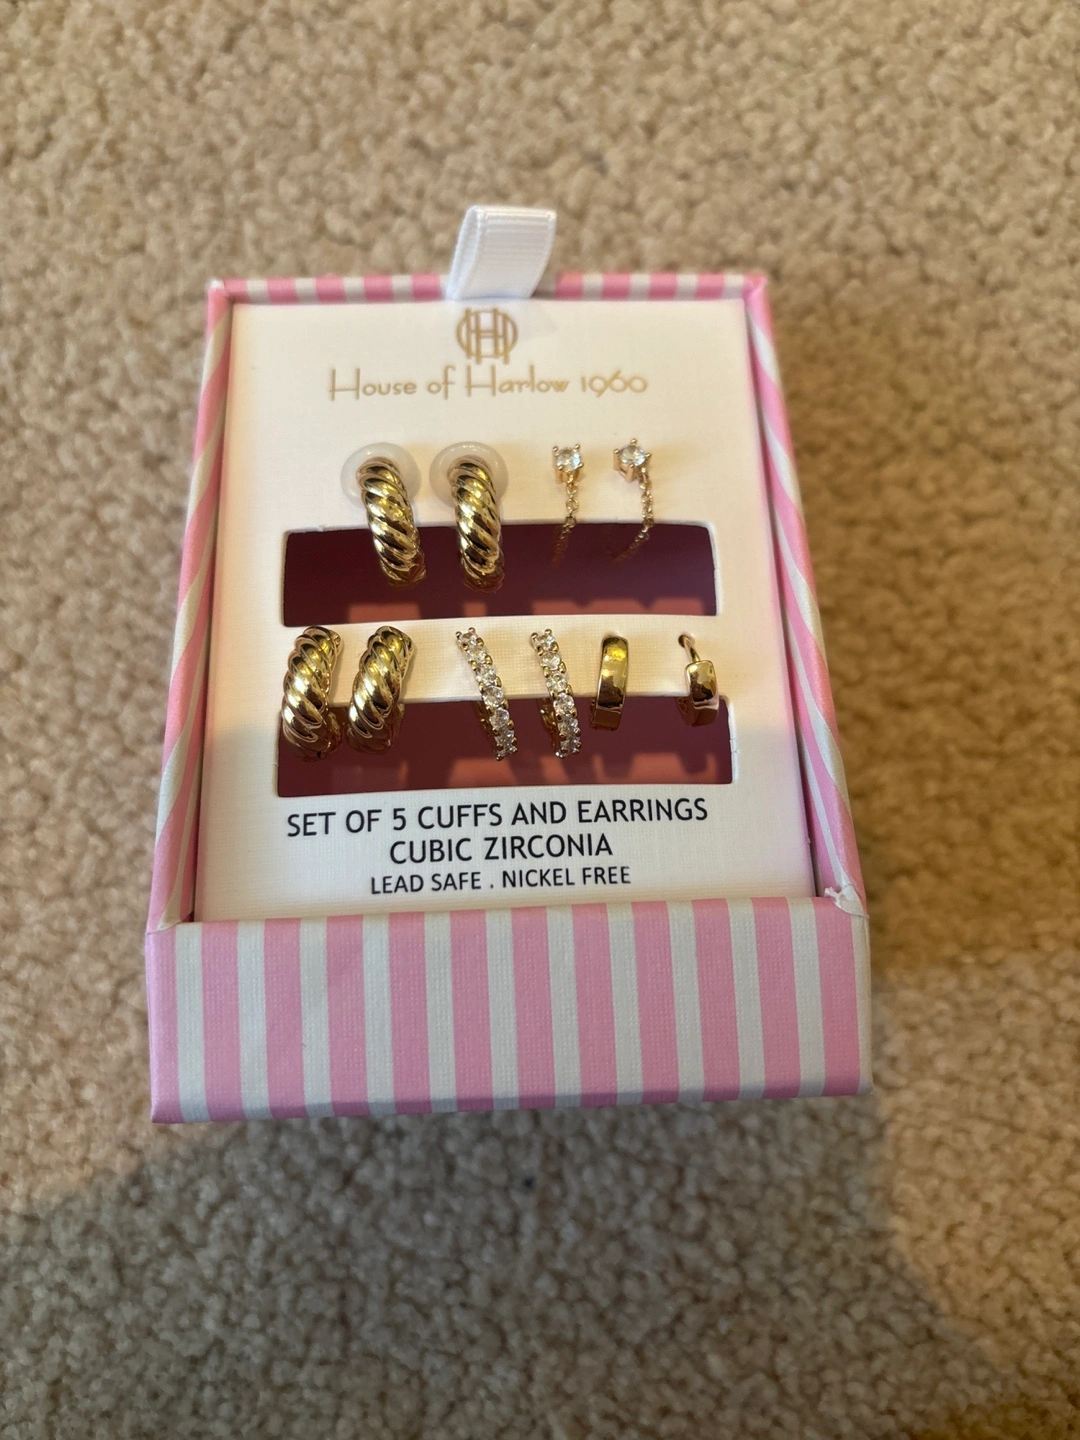 House of Harlow 1960
SET OF 5 CUFFS AND EARRINGS
CUBIC ZIRCONIA
LEAD SAFE . NICKEL FREE